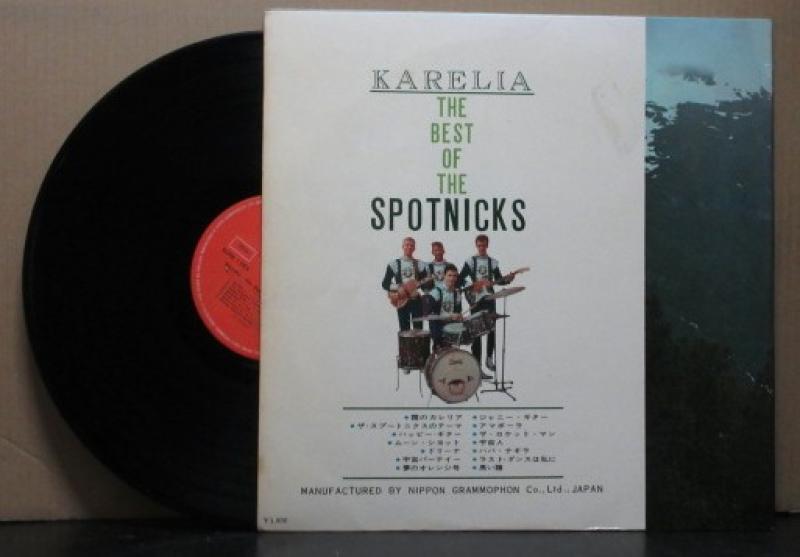 KARELIA
THE
BEST
OF
THE
SPOTNICKS
霧のカレリア ジャニー・ギター
ザ・スプートニクスのテーマ アマポーラ
ハッピー・ギター ザ・ロケット・マン
ムーン・ショット 宇宙人
ドリーナ ハバ・ナギラ
宇宙パーティー ラスト・ダンスは私に
夢のオレンジ号 黒い瞳
MANUFACTURED BY NIPPON GRAMMOPHON Co., Ltd., JAPAN